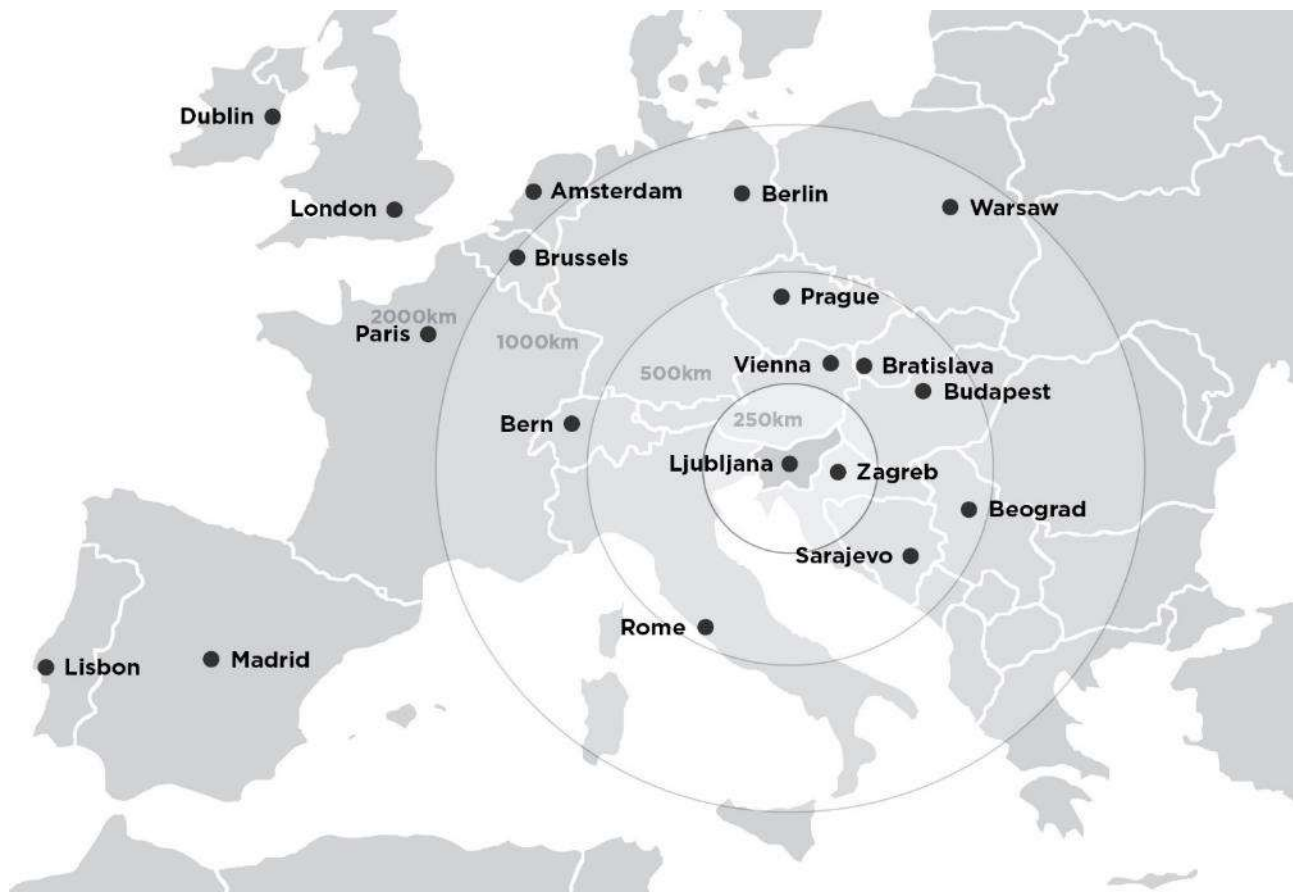 Dublin
Amsterdam
Berlin
Warsaw
London
Brussels
Prague
2000km
Paris
1000km
Vienna
Bratislava
500km
Budapest
250km
Bern
Ljubljana
Zagreb
Beograd
Sarajevo
Rome
Lisbon
Madrid